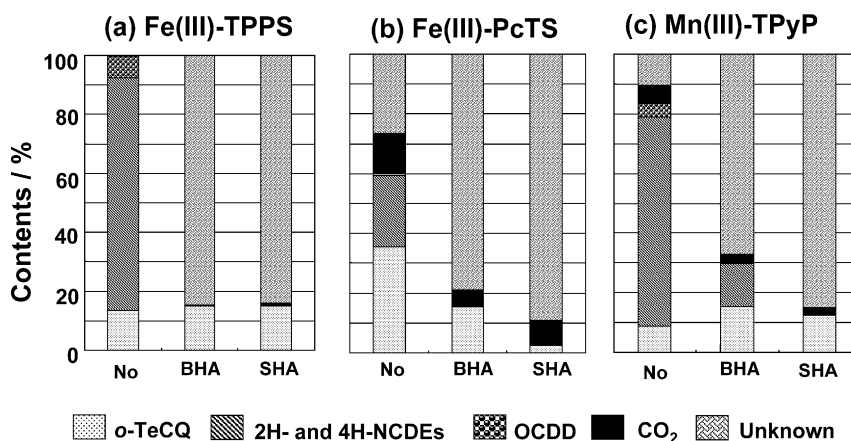 (a) Fe(III)-TPPS (b) Fe(III)-PcTS (c) Mn(III)-TPyP
Contents / %
100
80
60
40
20
0
No BHA SHA No BHA SHA No BHA SHA
o-TeCQ 2H- and 4H-NCDEs OCDD CO₂ Unknown